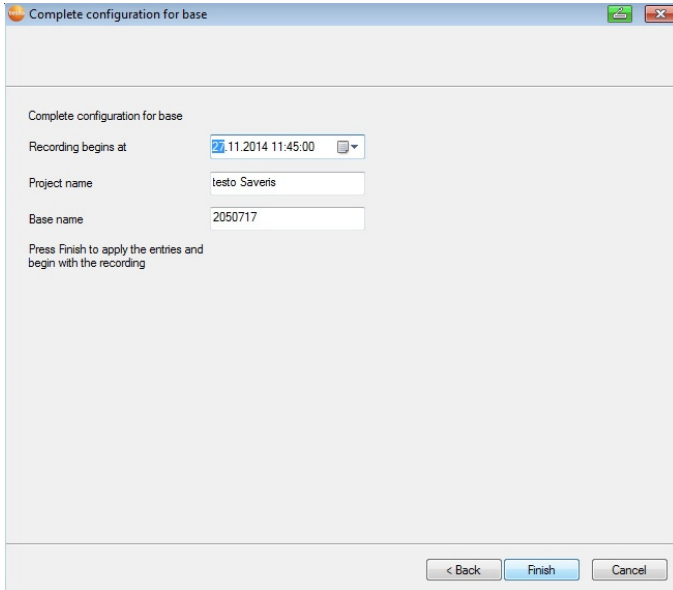 Complete configuration for base
Complete configuration for base
Recording begins at
27.11.2014 11:45:00
Project name
testo Saveris
Base name
2050717
Press Finish to apply the entries and
begin with the recording
< Back
Finish
Cancel